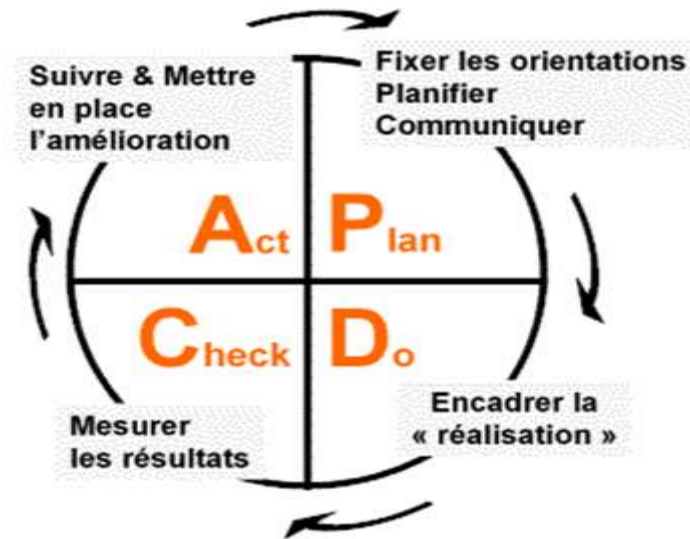 Suivre & Mettre
en place
l'amélioration
Fixer les orientations
Planifier
Communiquer
Act
Plan
Check
Do
Mesurer
les résultats
Encadrer la
« réalisation »